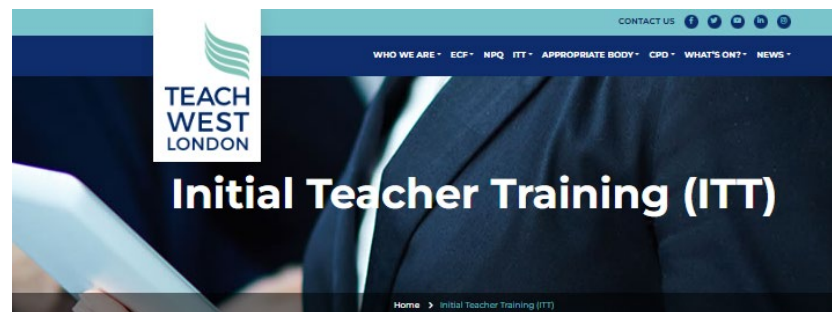 CONTACT US
WHO WE ARE ECF NPQ ITT APPROPRIATE BODY CPD WHAT'S ON? NEWS
TEACH
WEST
LONDON
Initial Teacher Training (ITT)
Home > Initial Teacher Training (ITT)